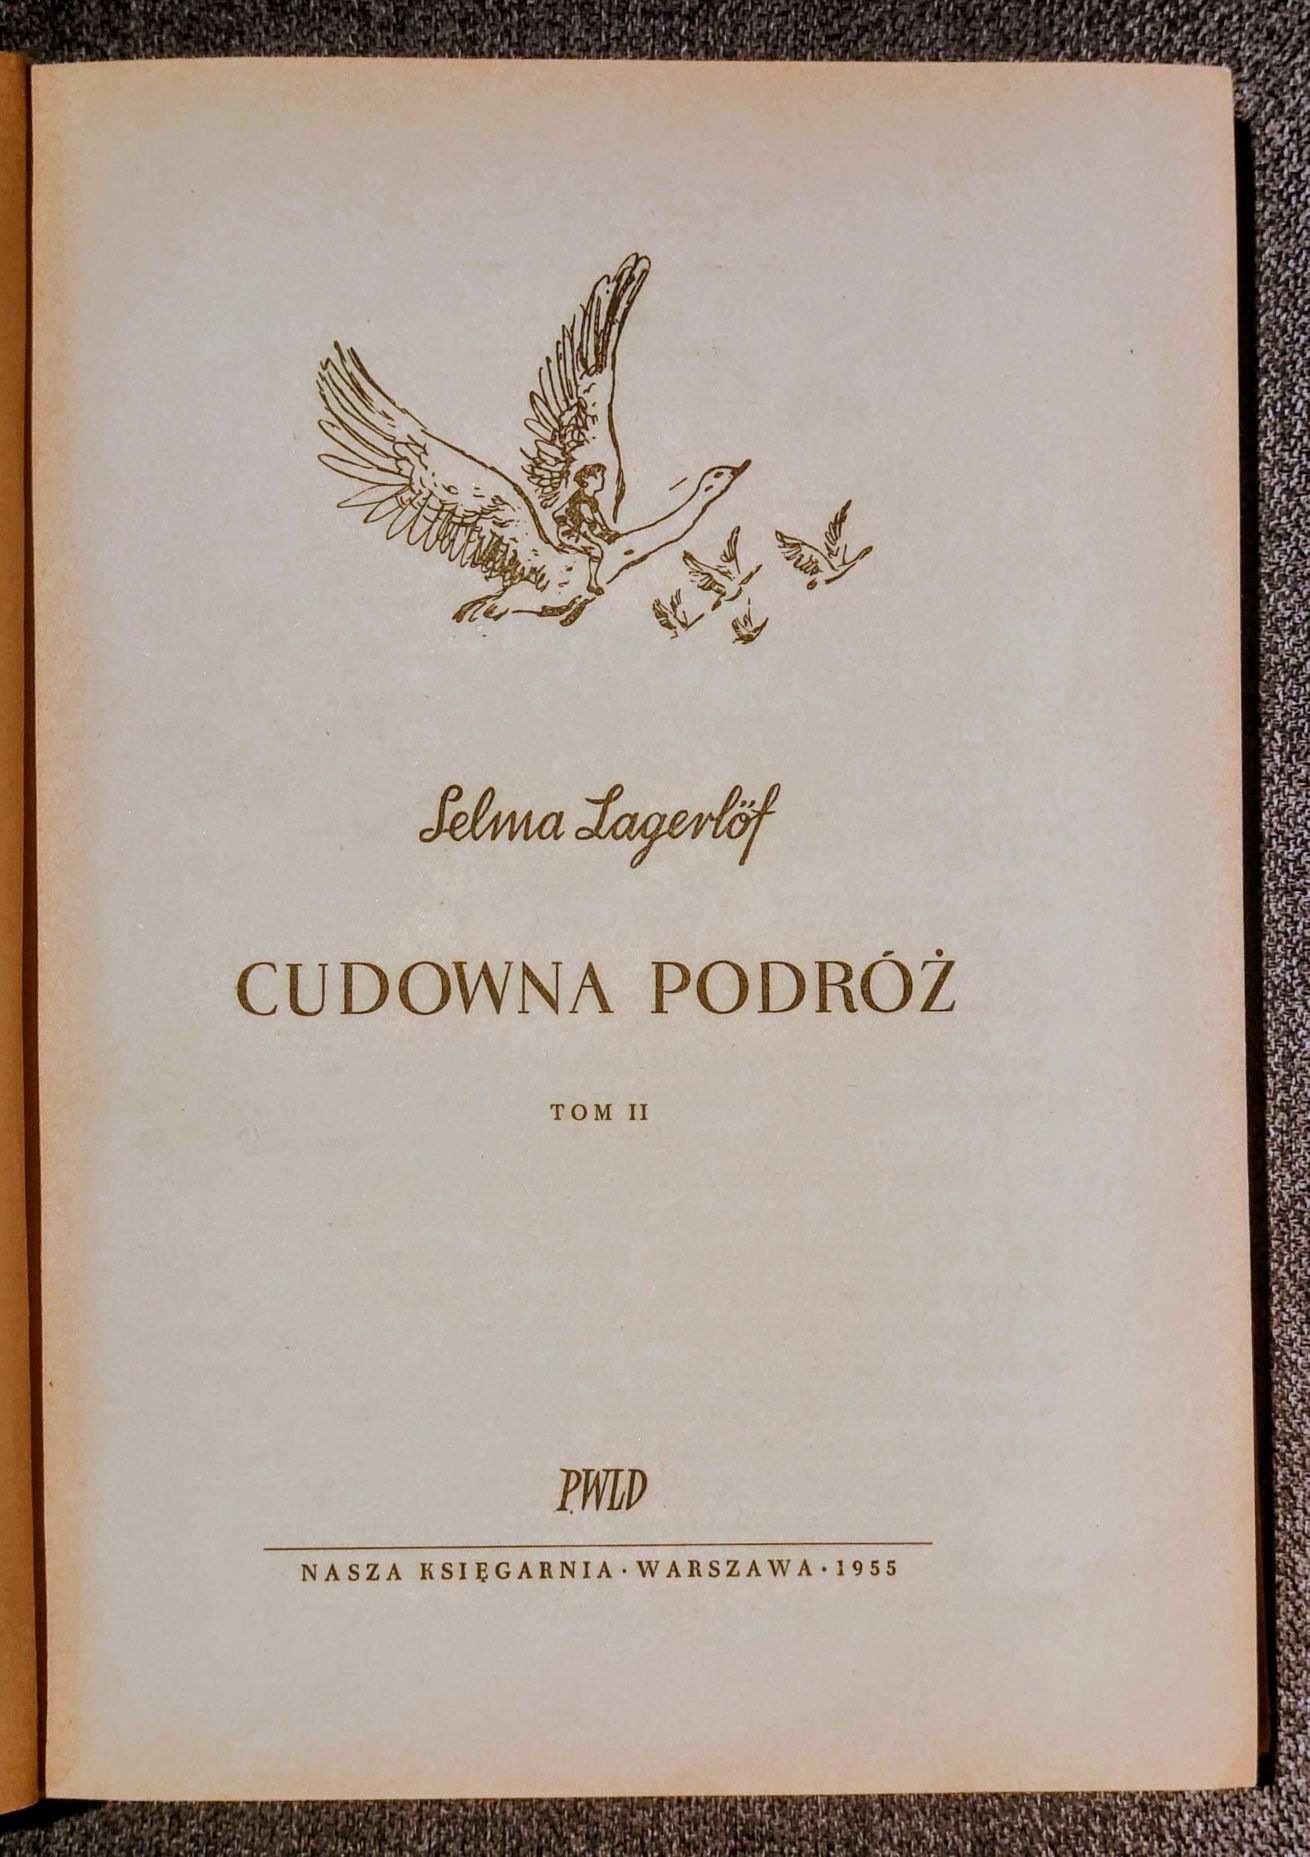 Selma Lagerlöf
CUDOWNA PODRÓŻ
TOM II
PWLD
NASZA KSIĘGARNIA · WARSZAWA · 1955